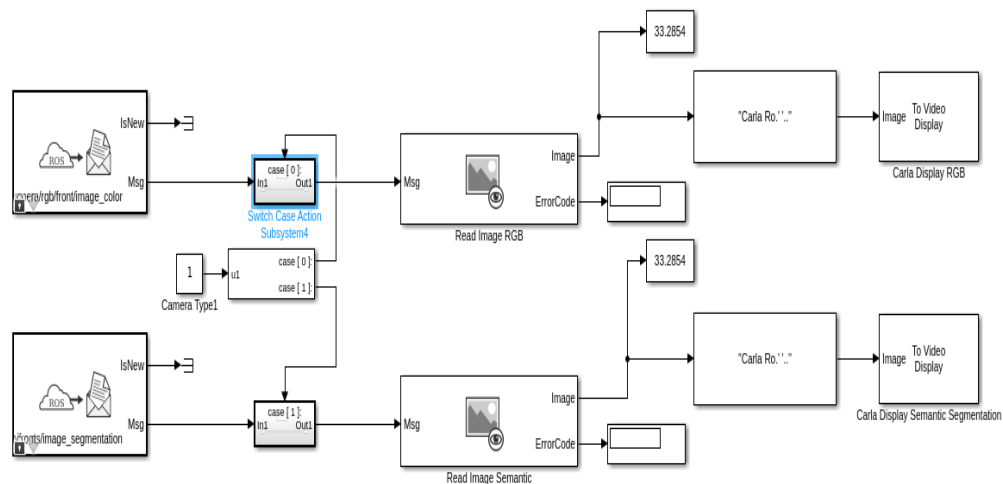 33.2854
IsNew
ROS
Msg
/rgb/front/image_color
case [ 0 ]:
In1
Out1
Switch Case Action
Subsystem4
Msg
Image
ErrorCode
Read Image RGB
"Carla Ro.' '.."
Image
To Video
Display
Carla Display RGB
1
Camera Type1
u1
case [ 0 ]:
case [ 1 ]:
33.2854
IsNew
ROS
Msg
/image_segmentation
case [ 1 ]:
In1
Out1
Msg
Image
ErrorCode
Read Image Semantic
"Carla Ro.' '.."
Image
To Video
Display
Carla Display Semantic Segmentation